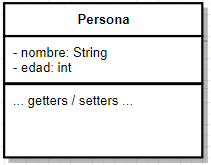 Persona
- nombre: String
- edad: int
... getters / setters ...